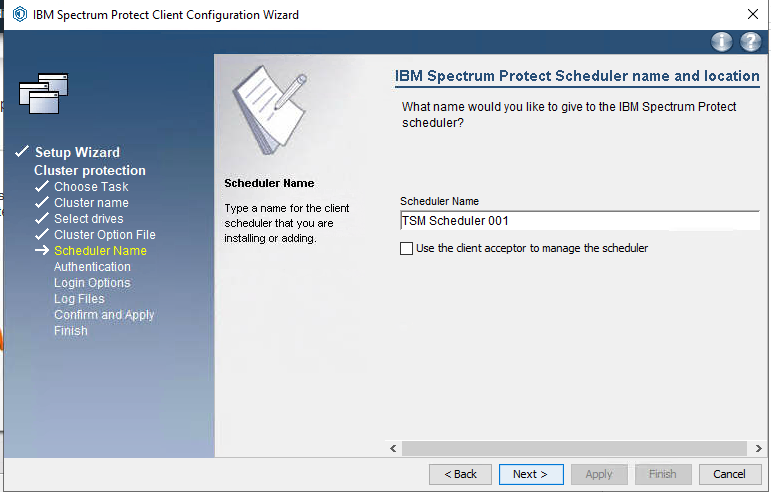 IBM Spectrum Protect Client Configuration Wizard
IBM Spectrum Protect Scheduler name and location
What name would you like to give to the IBM Spectrum Protect
scheduler?
Setup Wizard
Cluster protection
Choose Task
Cluster name
Select drives
Cluster Option File
Scheduler Name
Authentication
Login Options
Log Files
Confirm and Apply
Finish
Scheduler Name
Type a name for the client
scheduler that you are
installing or adding.
Scheduler Name
TSM Scheduler 001
Use the client acceptor to manage the scheduler
< Back
Next >
Apply
Finish
Cancel